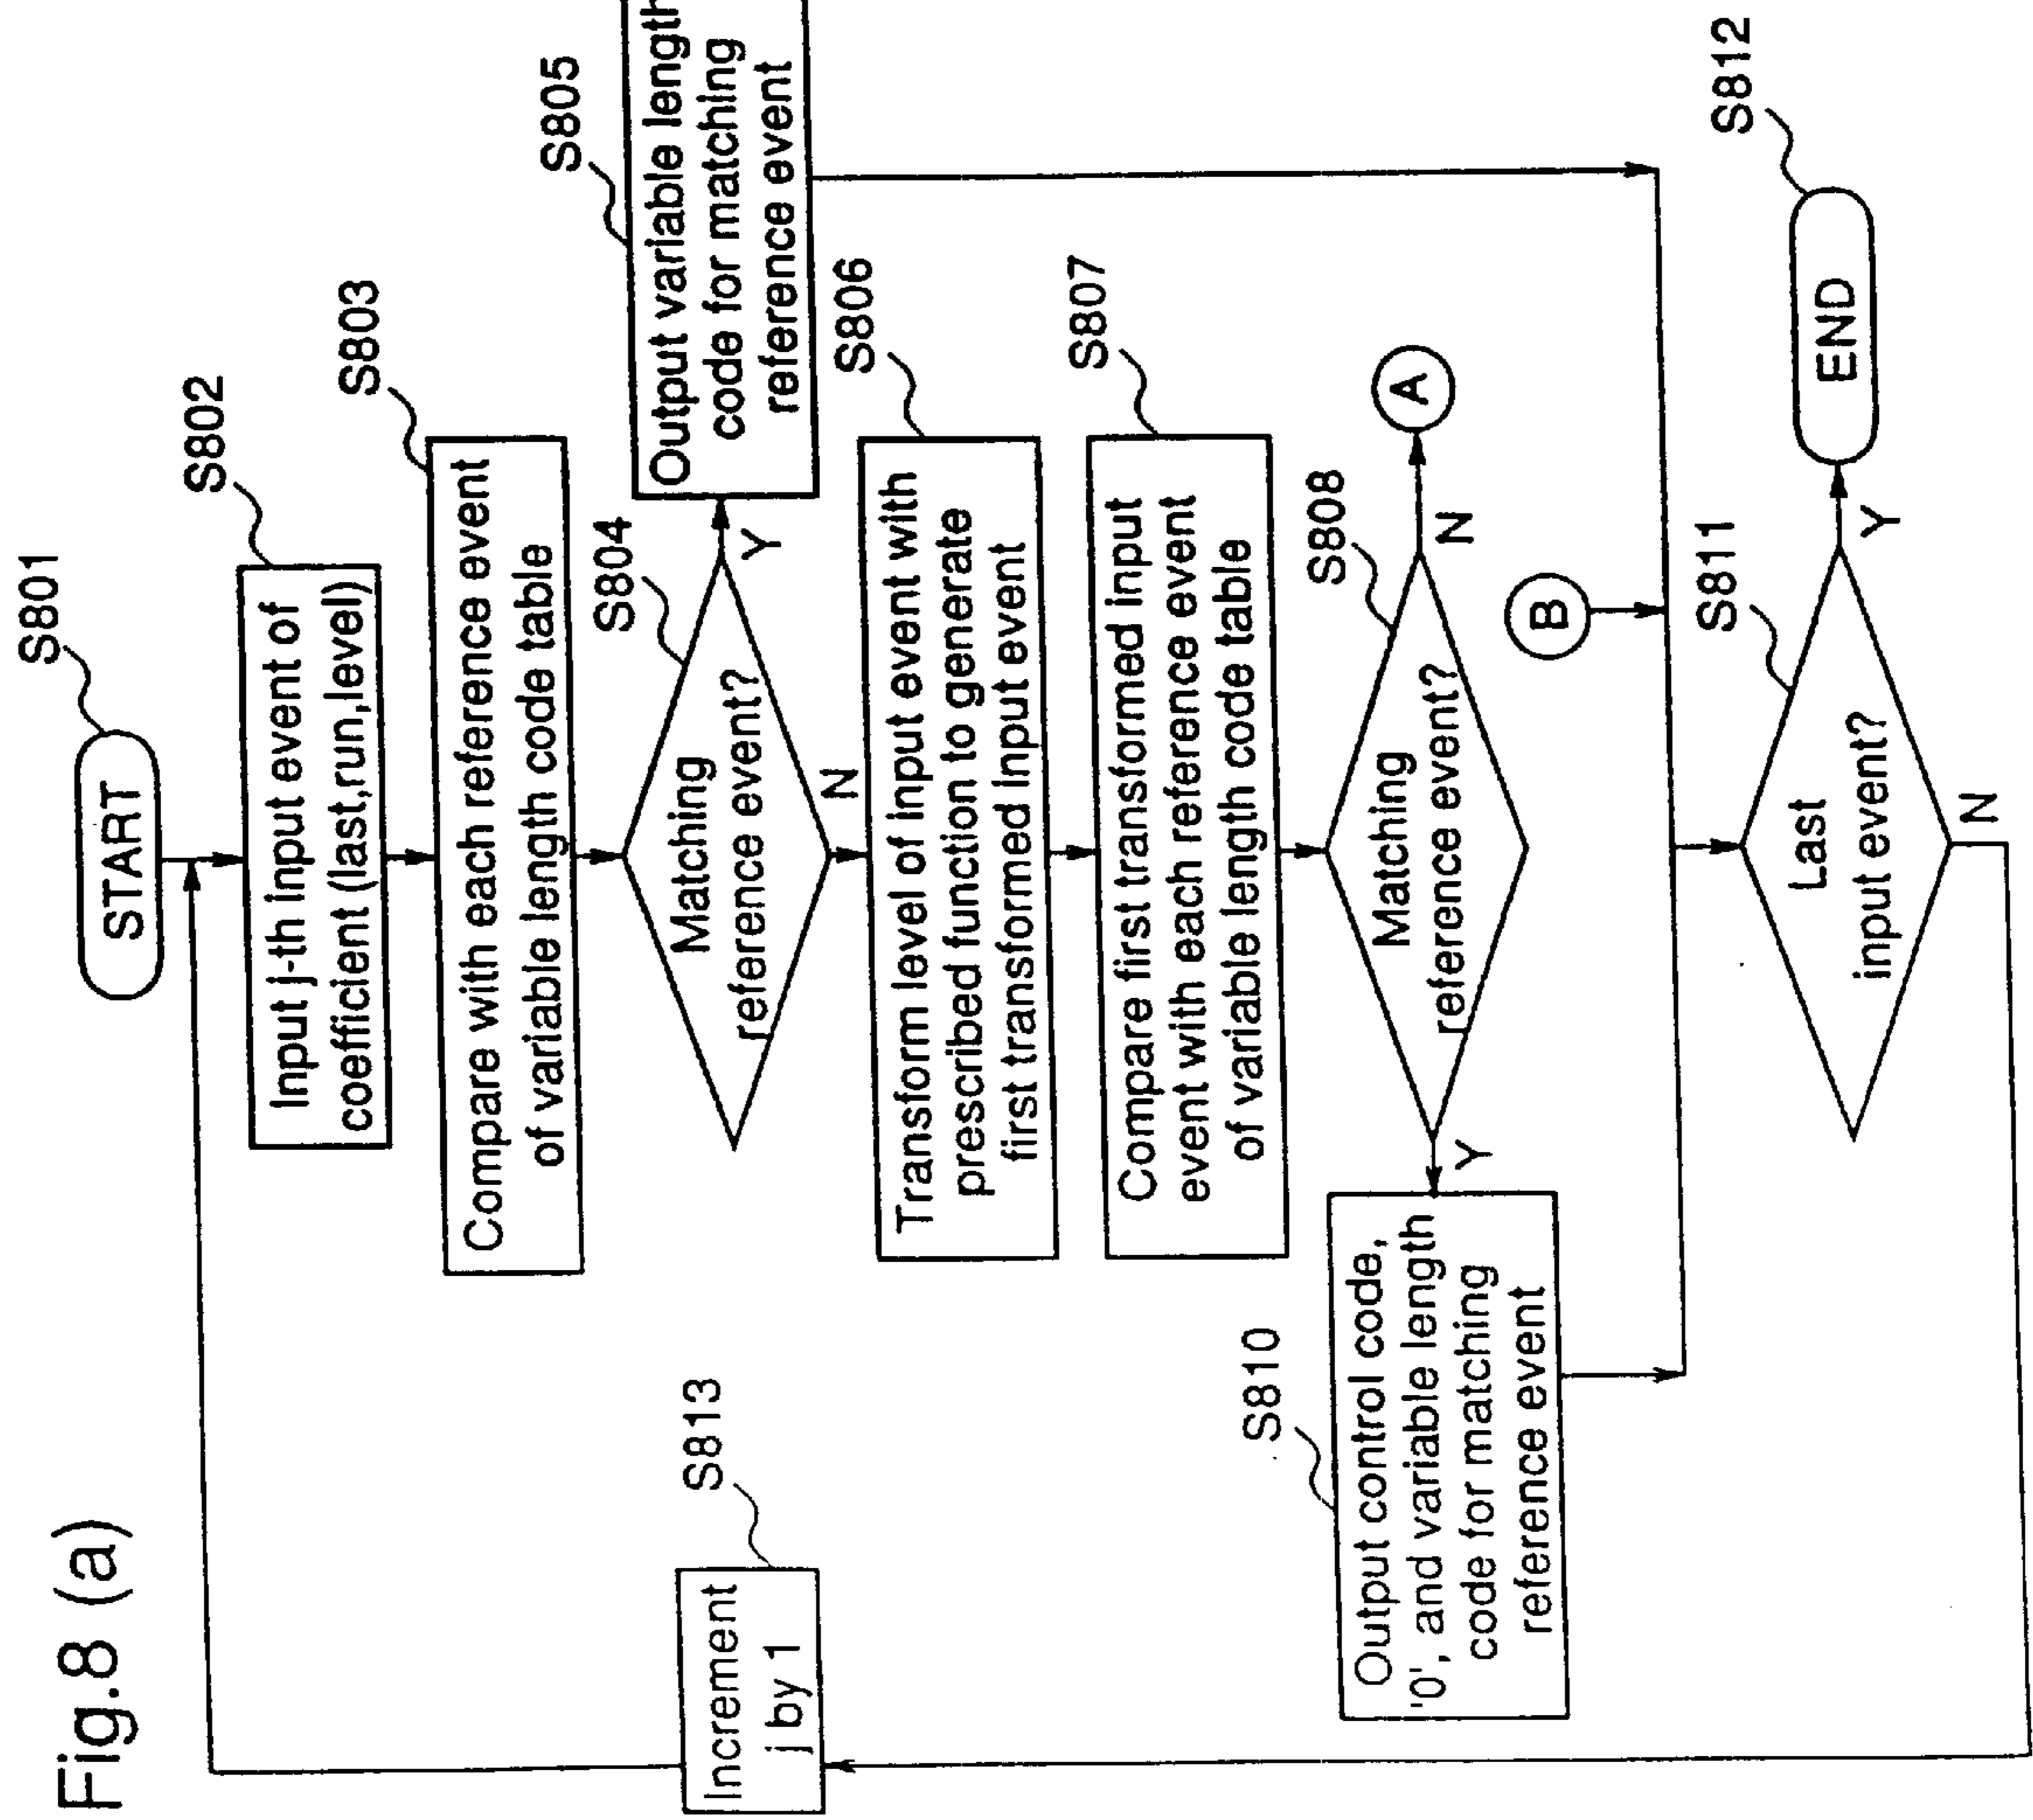 Fig.8 (a)
START
S801
Input j-th input event of
coefficient (last,run,level)
S802
Compare with each reference event
of variable length code table
S803
Matching
reference event?
S804
Y
N
Output variable length
code for matching
reference event
S805
Transform level of input event with
prescribed function to generate
first transformed input event
S806
Compare first transformed input
event with each reference event
of variable length code table
S807
Matching
reference event?
S808
Y
N
A
Output control code,
'0', and variable length
code for matching
reference event
S810
B
Last
input event?
S811
Y
N
END
S812
Increment
j by 1
S813